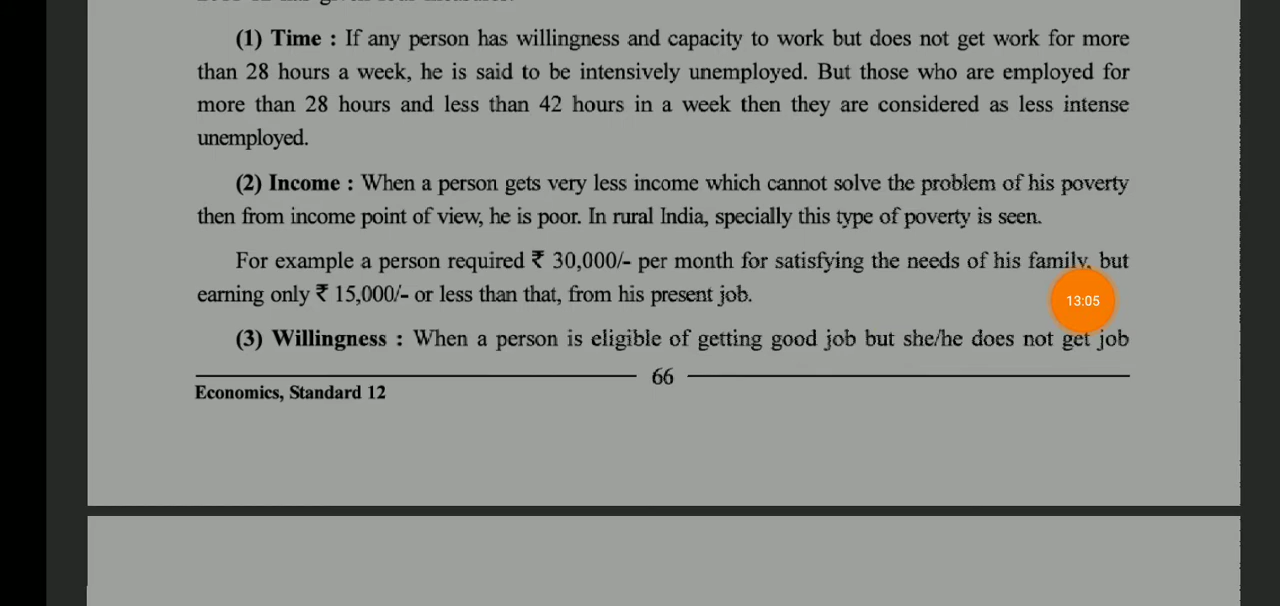 (1) Time : If any person has willingness and capacity to work but does not get work for more
than 28 hours a week, he is said to be intensively unemployed. But those who are employed for
more than 28 hours and less than 42 hours in a week then they are considered as less intense
unemployed.
(2) Income : When a person gets very less income which cannot solve the problem of his poverty
then from income point of view, he is poor. In rural India, specially this type of poverty is seen.
For example a person required ₹ 30,000/- per month for satisfying the needs of his family, but
earning only ₹ 15,000/- or less than that, from his present job.
13:05
(3) Willingness : When a person is eligible of getting good job but she/he does not get job
66
Economics, Standard 12